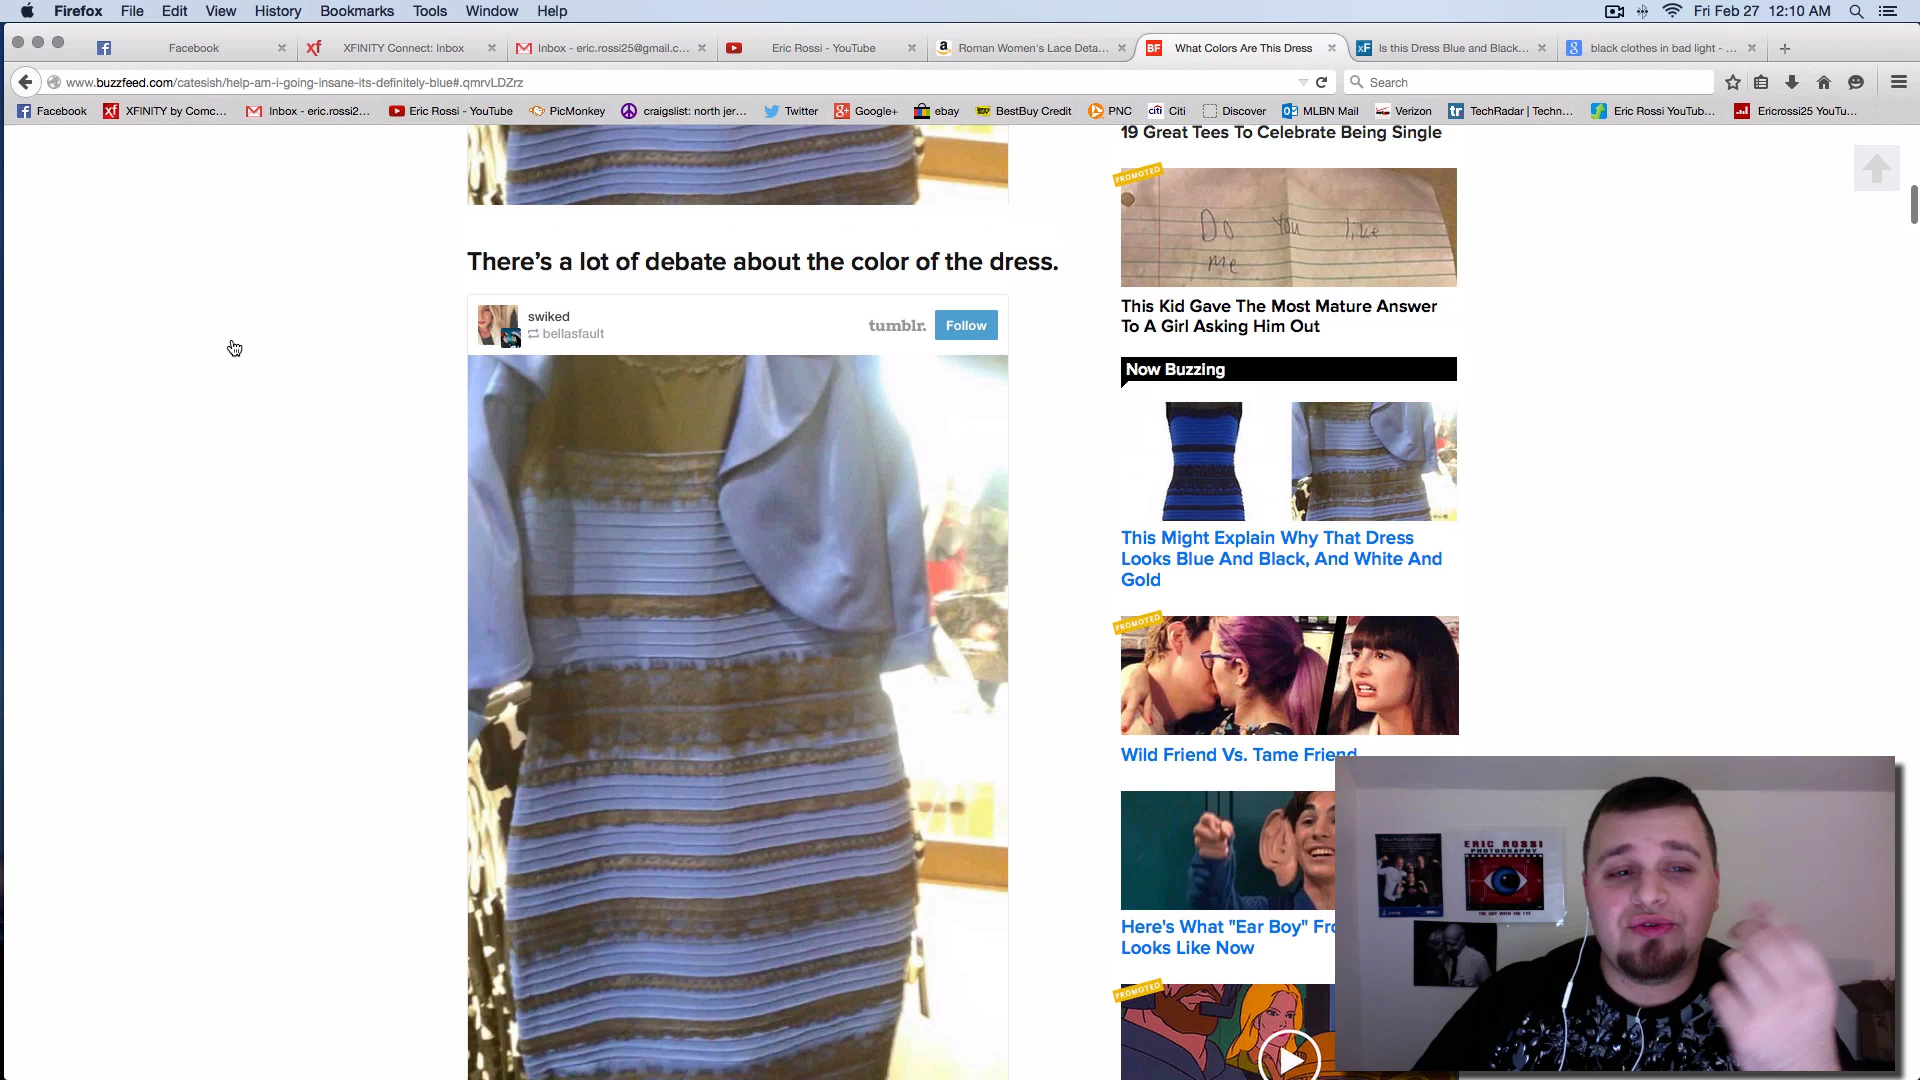 Firefox File Edit View History Bookmarks Tools Window Help Fri Feb 27 12:10 AM
Facebook XFINITY Connect: Inbox Inbox - eric.rossi25@gmail.c... Eric Rossi - YouTube Roman Women's Lace Deta... What Colors Are This Dress Is this Dress Blue and Black... black clothes in bad light - ...
www.buzzfeed.com/catesish/help-am-i-going-insane-its-definitely-blue#.qmrvLDZrz Search
Facebook XFINITY by Comc... Inbox - eric.rossi2... Eric Rossi - YouTube PicMonkey craigslist: north jer... Twitter Google+ ebay BestBuy Credit PNC Citi Discover MLBN Mail Verizon TechRadar | Techn... Eric Rossi YouTub... Ericrossi25 YouTu...
There's a lot of debate about the color of the dress.
swiked
bellasfault
tumblr. Follow
19 Great Tees To Celebrate Being Single
PROMOTED
Do you like
me
This Kid Gave The Most Mature Answer
To A Girl Asking Him Out
Now Buzzing
This Might Explain Why That Dress
Looks Blue And Black, And White And
Gold
PROMOTED
Wild Friend Vs. Tame Friend
Here's What "Ear Boy" Fro
Looks Like Now
PROMOTED
ERIC ROSSI
PHOTOGRAPHY
THE GUY WITH THE EYE